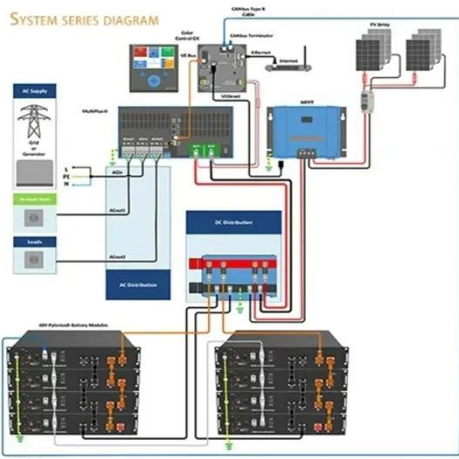 SYSTEM SERIES DIAGRAM
CANbus Type B
Cable
Color
Control GX
CANbus Terminator
VE Bus
Ethernet
Internet
PV Array
AC Supply
Grid
or
Generator
MultiPlus-II
VEDirect
MPPT
L
PE
N
ACin
ACout1
Loads
ACout2
AC Distribution
DC Distribution
48V Pylontech Battery Modules